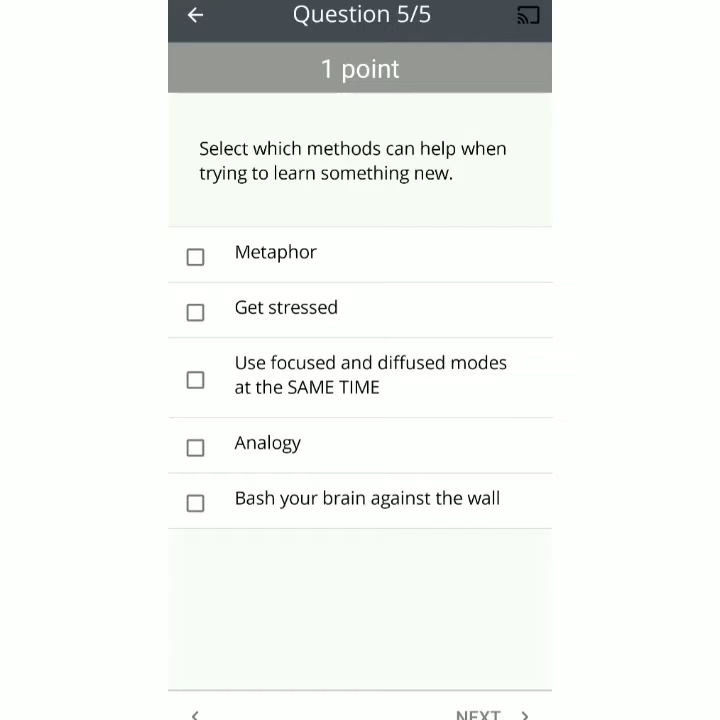 Question 5/5
1 point
Select which methods can help when
trying to learn something new.
Metaphor
Get stressed
Use focused and diffused modes
at the SAME TIME
Analogy
Bash your brain against the wall
NEXT